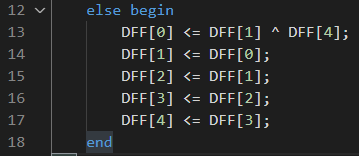 12 else begin
13 DFF[0] <= DFF[1] ^ DFF[4];
14 DFF[1] <= DFF[0];
15 DFF[2] <= DFF[1];
16 DFF[3] <= DFF[2];
17 DFF[4] <= DFF[3];
18 end